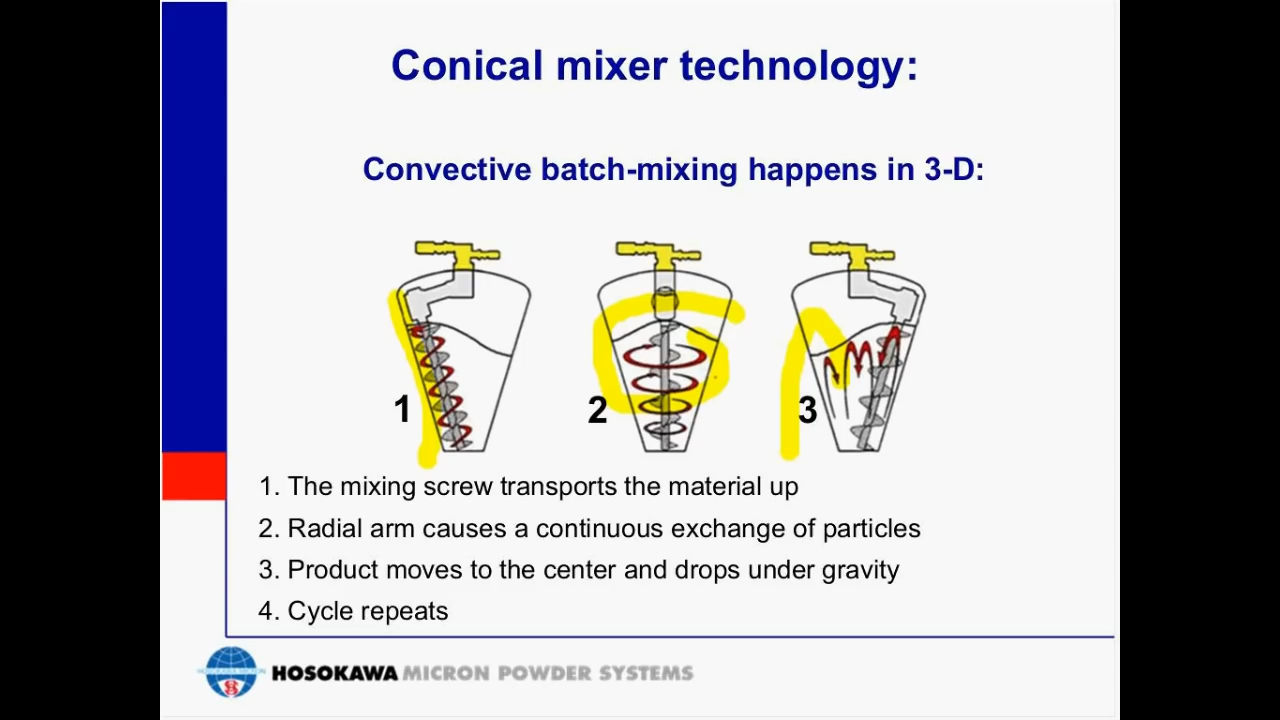 Conical mixer technology:
Convective batch-mixing happens in 3-D:
1
2
3
1. The mixing screw transports the material up
2. Radial arm causes a continuous exchange of particles
3. Product moves to the center and drops under gravity
4. Cycle repeats
HOSOKAWA MICRON POWDER SYSTEMS